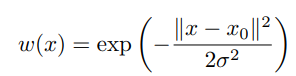 w(x) = exp(−‖x − x₀‖² / 2σ²)